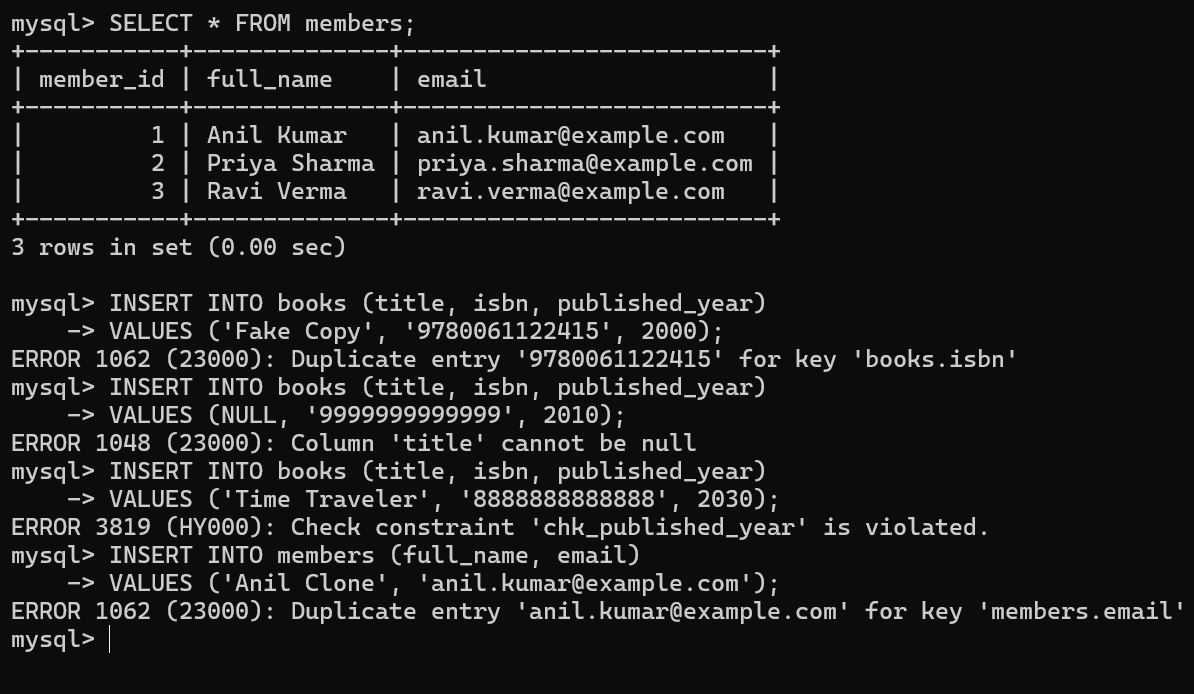 mysql> SELECT * FROM members;
+-----------+--------------+--------------------------+
| member_id | full_name    | email                    |
+-----------+--------------+--------------------------+
|         1 | Anil Kumar   | anil.kumar@example.com   |
|         2 | Priya Sharma | priya.sharma@example.com |
|         3 | Ravi Verma   | ravi.verma@example.com   |
+-----------+--------------+--------------------------+
3 rows in set (0.00 sec)

mysql> INSERT INTO books (title, isbn, published_year)
    -> VALUES ('Fake Copy', '9780061122415', 2000);
ERROR 1062 (23000): Duplicate entry '9780061122415' for key 'books.isbn'
mysql> INSERT INTO books (title, isbn, published_year)
    -> VALUES (NULL, '9999999999999', 2010);
ERROR 1048 (23000): Column 'title' cannot be null
mysql> INSERT INTO books (title, isbn, published_year)
    -> VALUES ('Time Traveler', '8888888888888', 2030);
ERROR 3819 (HY000): Check constraint 'chk_published_year' is violated.
mysql> INSERT INTO members (full_name, email)
    -> VALUES ('Anil Clone', 'anil.kumar@example.com');
ERROR 1062 (23000): Duplicate entry 'anil.kumar@example.com' for key 'members.email'
mysql>